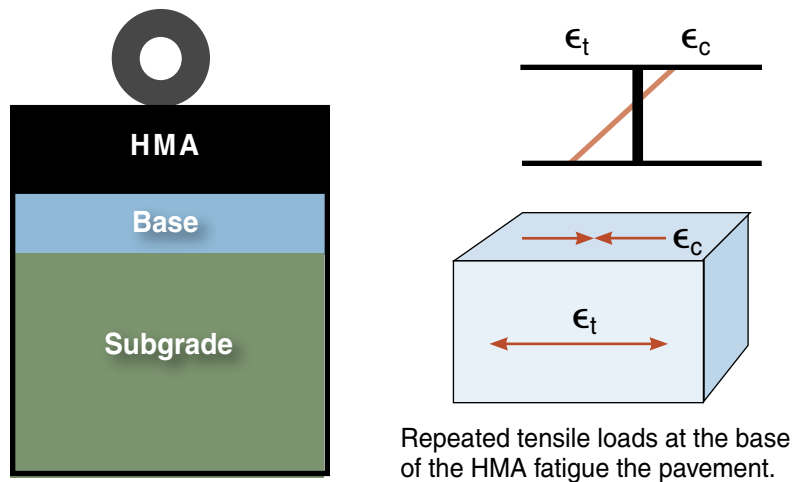 HMA
Base
Subgrade
ϵt ϵc
ϵc
ϵt
Repeated tensile loads at the base
of the HMA fatigue the pavement.